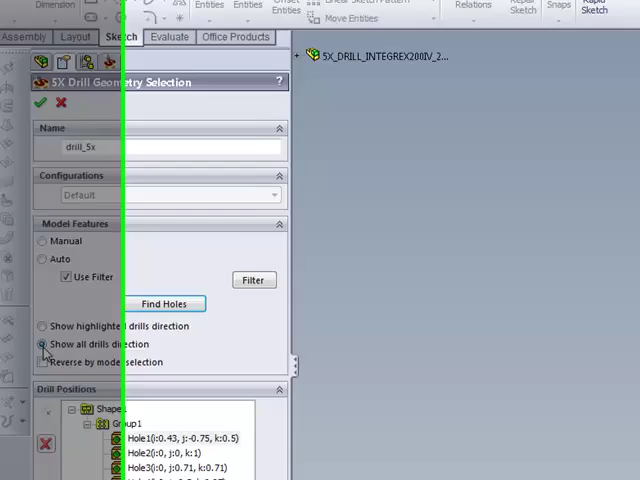 Dimension
Entities Entities Offset Entities
Move Entities
Relations
Repair Sketch
Snaps
Rapid Sketch
Assembly Layout Sketch Evaluate Office Products
5X_DRILL_INTEGREX200IV_2...
5X Drill Geometry Selection ?
Name
drill_5x
Configurations
Default
Model Features
Manual
Auto
Use Filter
Filter
Find Holes
Show highlighted drills direction
Show all drills direction
Reverse by model selection
Drill Positions
Shape1
Group1
Hole1(i:0.43, j:-0.75, k:0.5)
Hole2(i:0, j:0, k:1)
Hole3(i:0, j:0.71, k:0.71)